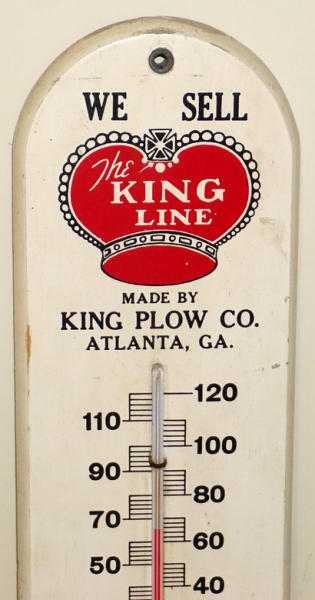 WE SELL
The
KING
LINE
MADE BY
KING PLOW CO.
ATLANTA, GA.
120
110
100
90
80
70
60
50
40